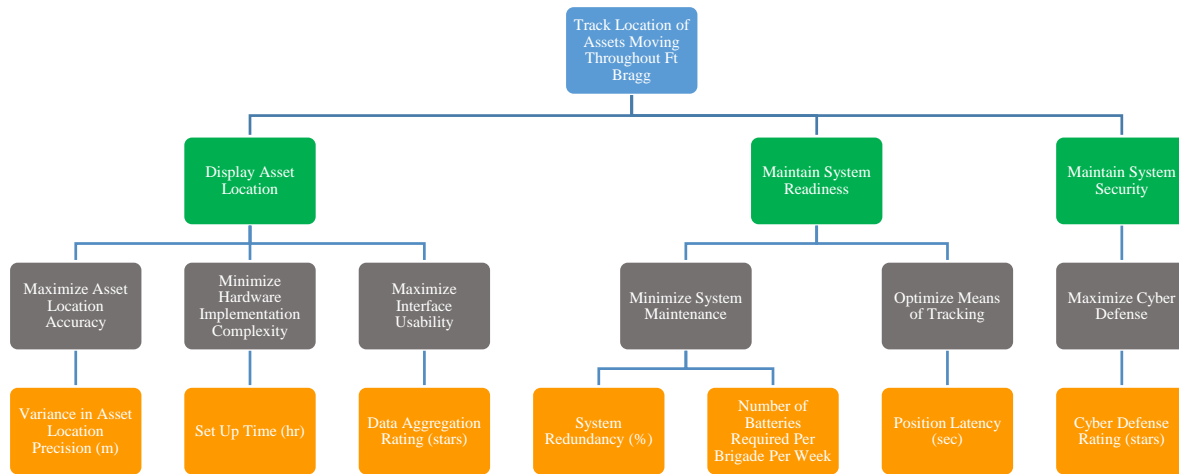 Track Location of
Assets Moving
Throughout Ft
Bragg
Display Asset
Location
Maintain System
Readiness
Maintain System
Security
Maximize Asset
Location
Accuracy
Minimize
Hardware
Implementation
Complexity
Maximize
Interface
Usability
Minimize System
Maintenance
Optimize Means
of Tracking
Maximize Cyber
Defense
Variance in Asset
Location
Precision (m)
Set Up Time (hr)
Data Aggregation
Rating (stars)
System
Redundancy (%)
Number of
Batteries
Required Per
Brigade Per Week
Position Latency
(sec)
Cyber Defense
Rating (stars)